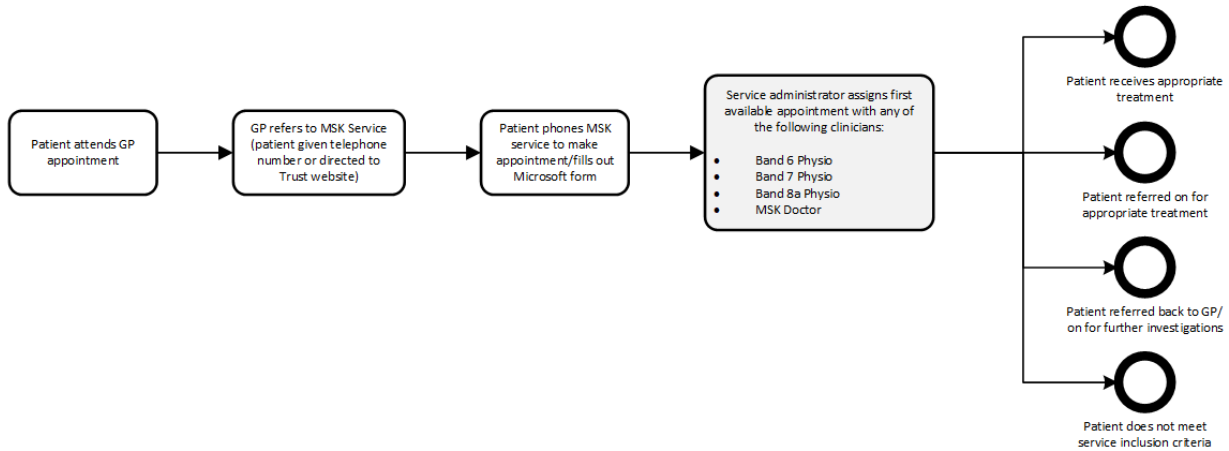 Patient attends GP
appointment
GP refers to MSK Service
(patient given telephone
number or directed to
Trust website)
Patient phones MSK
service to make
appointment/fills out
Microsoft form
Service administrator assigns first
available appointment with any of
the following clinicians:
• Band 6 Physio
• Band 7 Physio
• Band 8a Physio
• MSK Doctor
Patient receives appropriate
treatment
Patient referred on for
appropriate treatment
Patient referred back to GP/
on for further investigations
Patient does not meet
service inclusion criteria